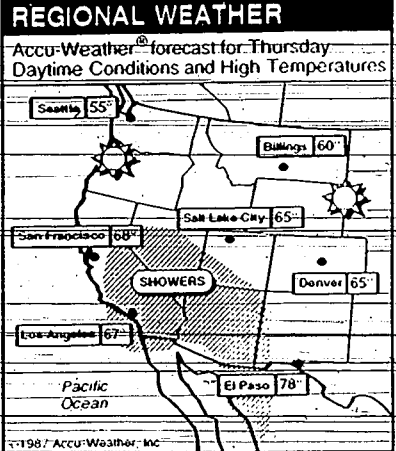 REGIONAL WEATHER
Accu-Weather® forecast for Thursday
Daytime Conditions and High Temperatures
Seattle 55°
Billings 60°
Salt Lake City 65°
San Francisco 68°
SHOWERS
Denver 65°
Los Angeles 67°
El Paso 78°
Pacific
Ocean
©1987 Accu-Weather, Inc